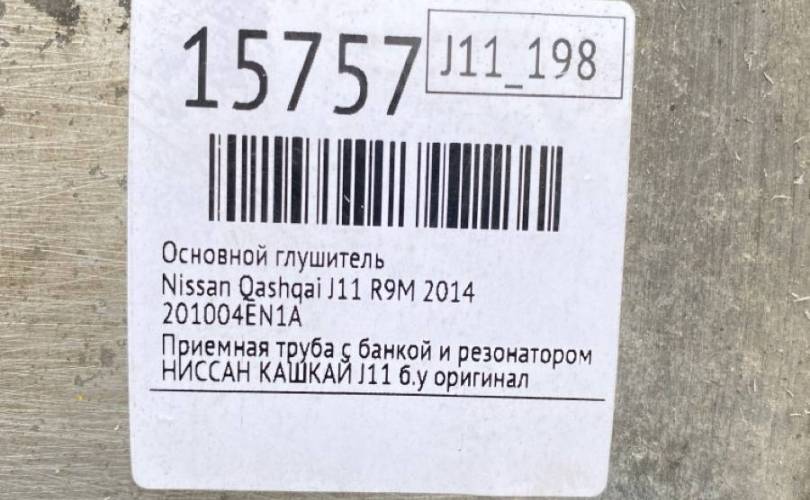 15757
J11_198
Основной глушитель
Nissan Qashqai J11 R9M 2014
201004EN1A
Приемная труба с банкой и резонатором
НИССАН КАШКАЙ J11 б.у оригинал